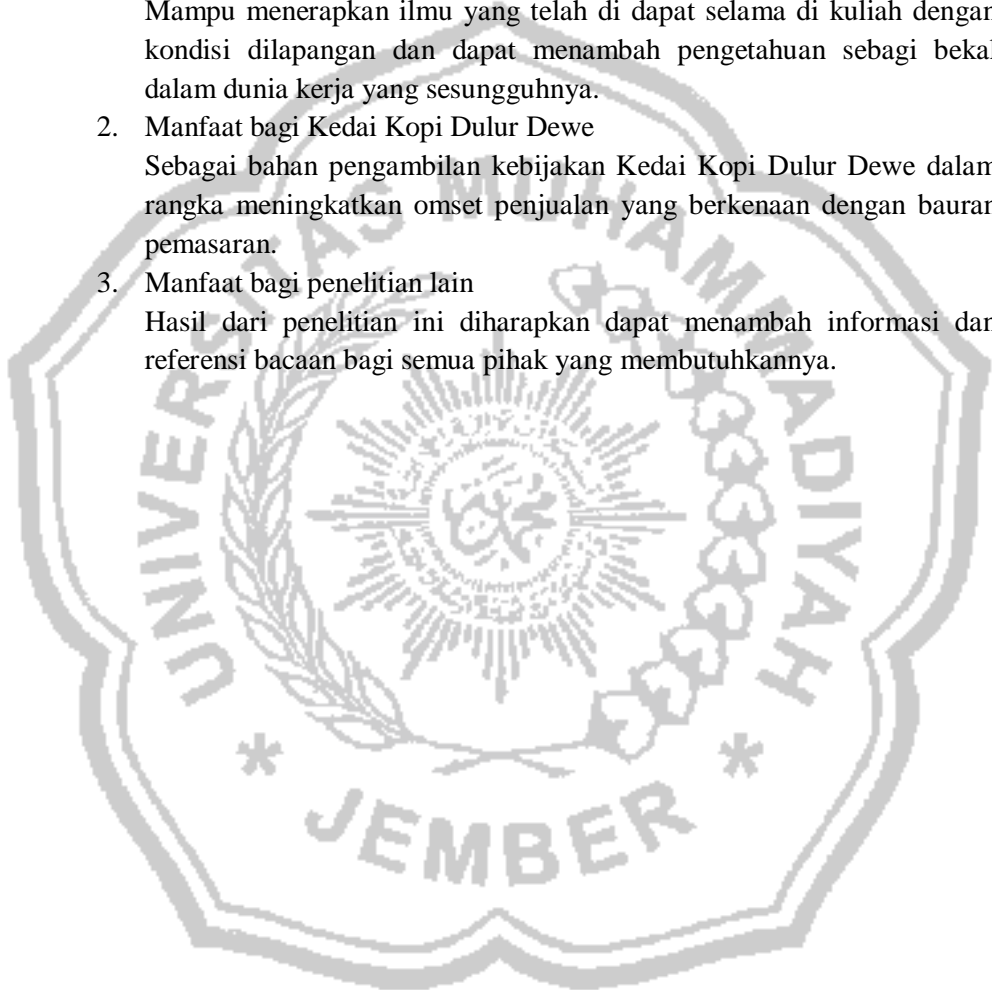 Mampu menerapkan ilmu yang telah di dapat selama di kuliah dengan
kondisi dilapangan dan dapat menambah pengetahuan sebagi bekal
dalam dunia kerja yang sesungguhnya.
2. Manfaat bagi Kedai Kopi Dulur Dewe
Sebagai bahan pengambilan kebijakan Kedai Kopi Dulur Dewe dalam
rangka meningkatkan omset penjualan yang berkenaan dengan bauran
pemasaran.
3. Manfaat bagi penelitian lain
Hasil dari penelitian ini diharapkan dapat menambah informasi dan
referensi bacaan bagi semua pihak yang membutuhkannya.
UNIVERSITAS MUHAMMADIYAH
* JEMBER *